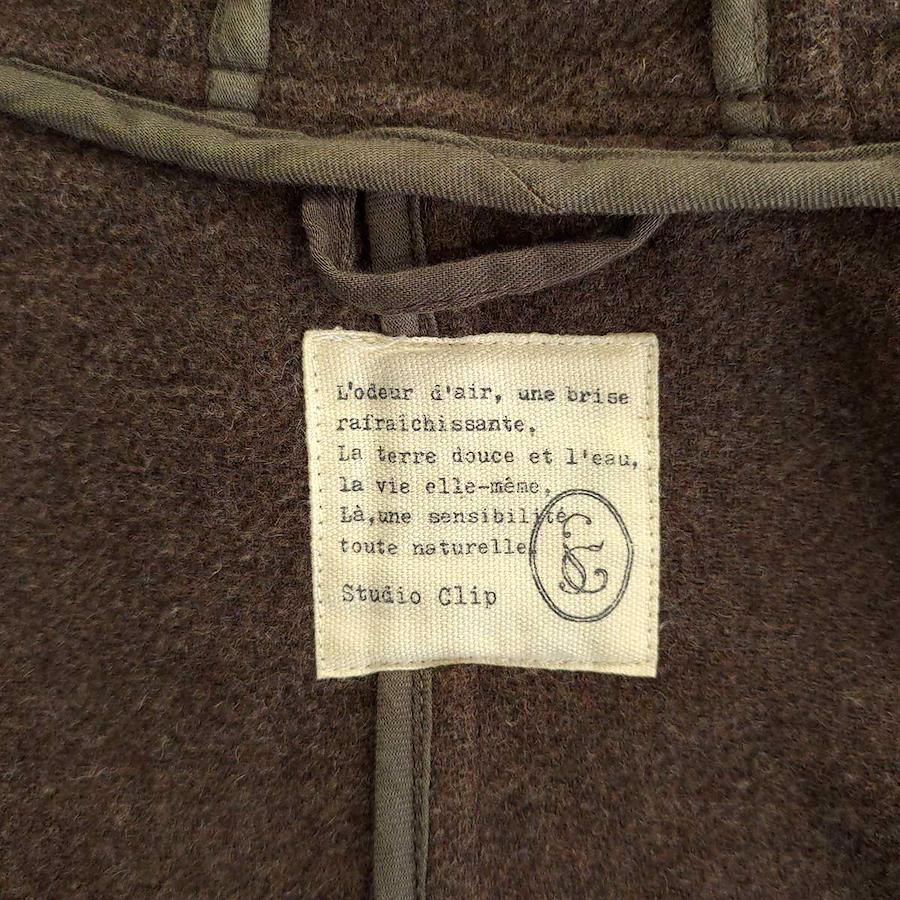 L'odeur d'air, une brise
rafraîchissante,
La terre douce et l'eau,
la vie elle-même,
Là,une sensibilité
toute naturelle
Studio Clip